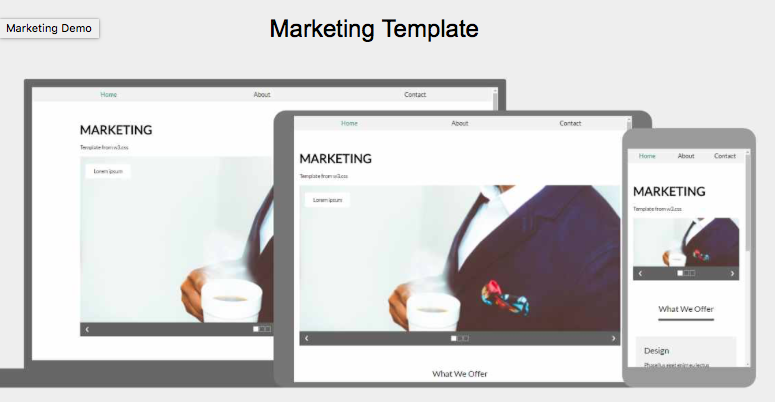 Marketing Template
Marketing Demo
Home About Contact
MARKETING
Template from w3.css
Lorem ipsum
Home About Contact
MARKETING
Template from w3.css
Lorem ipsum
What We Offer
Home About Contact
MARKETING
Template from w3.css
What We Offer
Design